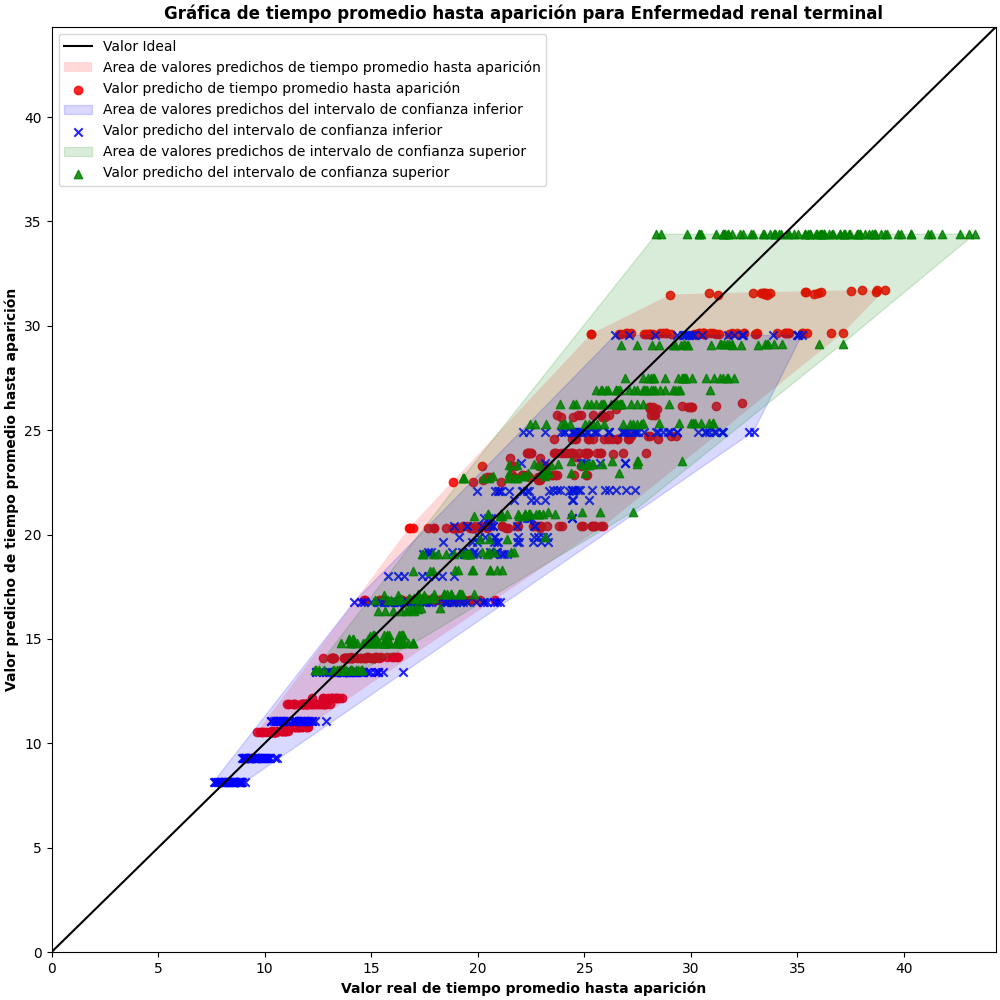 Gráfica de tiempo promedio hasta aparición para Enfermedad renal terminal
Valor Ideal
Area de valores predichos de tiempo promedio hasta aparición
Valor predicho de tiempo promedio hasta aparición
Area de valores predichos del intervalo de confianza inferior
Valor predicho del intervalo de confianza inferior
Area de valores predichos de intervalo de confianza superior
Valor predicho del intervalo de confianza superior
Valor predicho de tiempo promedio hasta aparición
40
35
30
25
20
15
10
5
0
0 5 10 15 20 25 30 35 40
Valor real de tiempo promedio hasta aparición